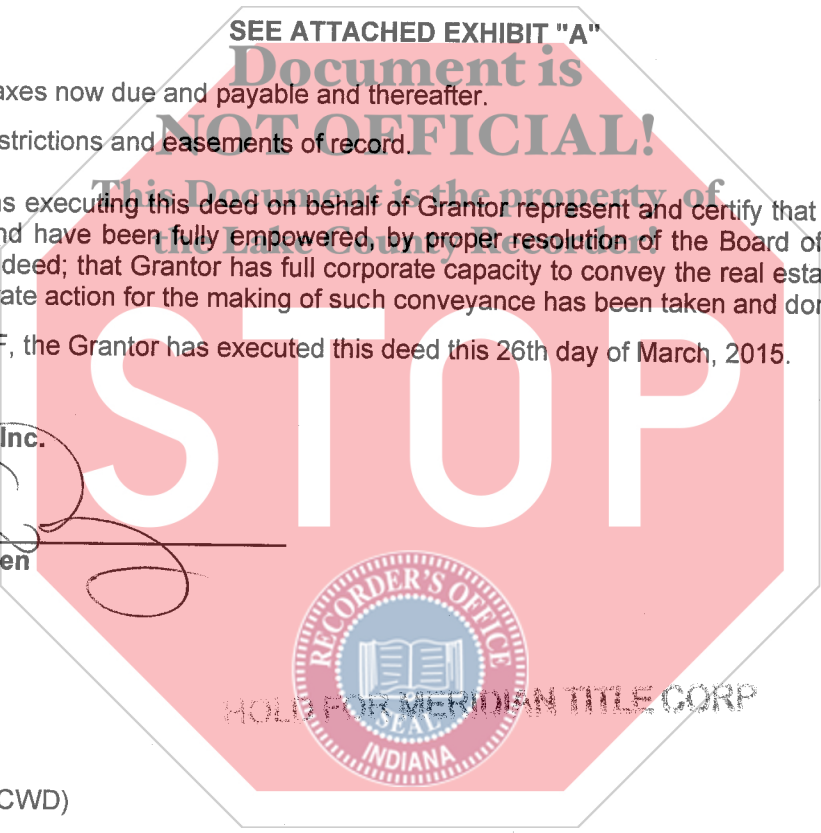 SEE ATTACHED EXHIBIT "A"
Document is
axes now due and payable and thereafter.
NOT OFFICIAL!
strictions and easements of record.
This Document is the property of
s executing this deed on behalf of Grantor represent and certify that
the Lake County Recorder!
nd have been fully empowered, by proper resolution of the Board of
deed; that Grantor has full corporate capacity to convey the real esta
ate action for the making of such conveyance has been taken and don
F, the Grantor has executed this deed this 26th day of March, 2015.
STOP
Inc.
en
RECORDER'S OFFICE
HOLD FOR MERIDIAN TITLE CORP
SEAL
INDIANA
CWD)